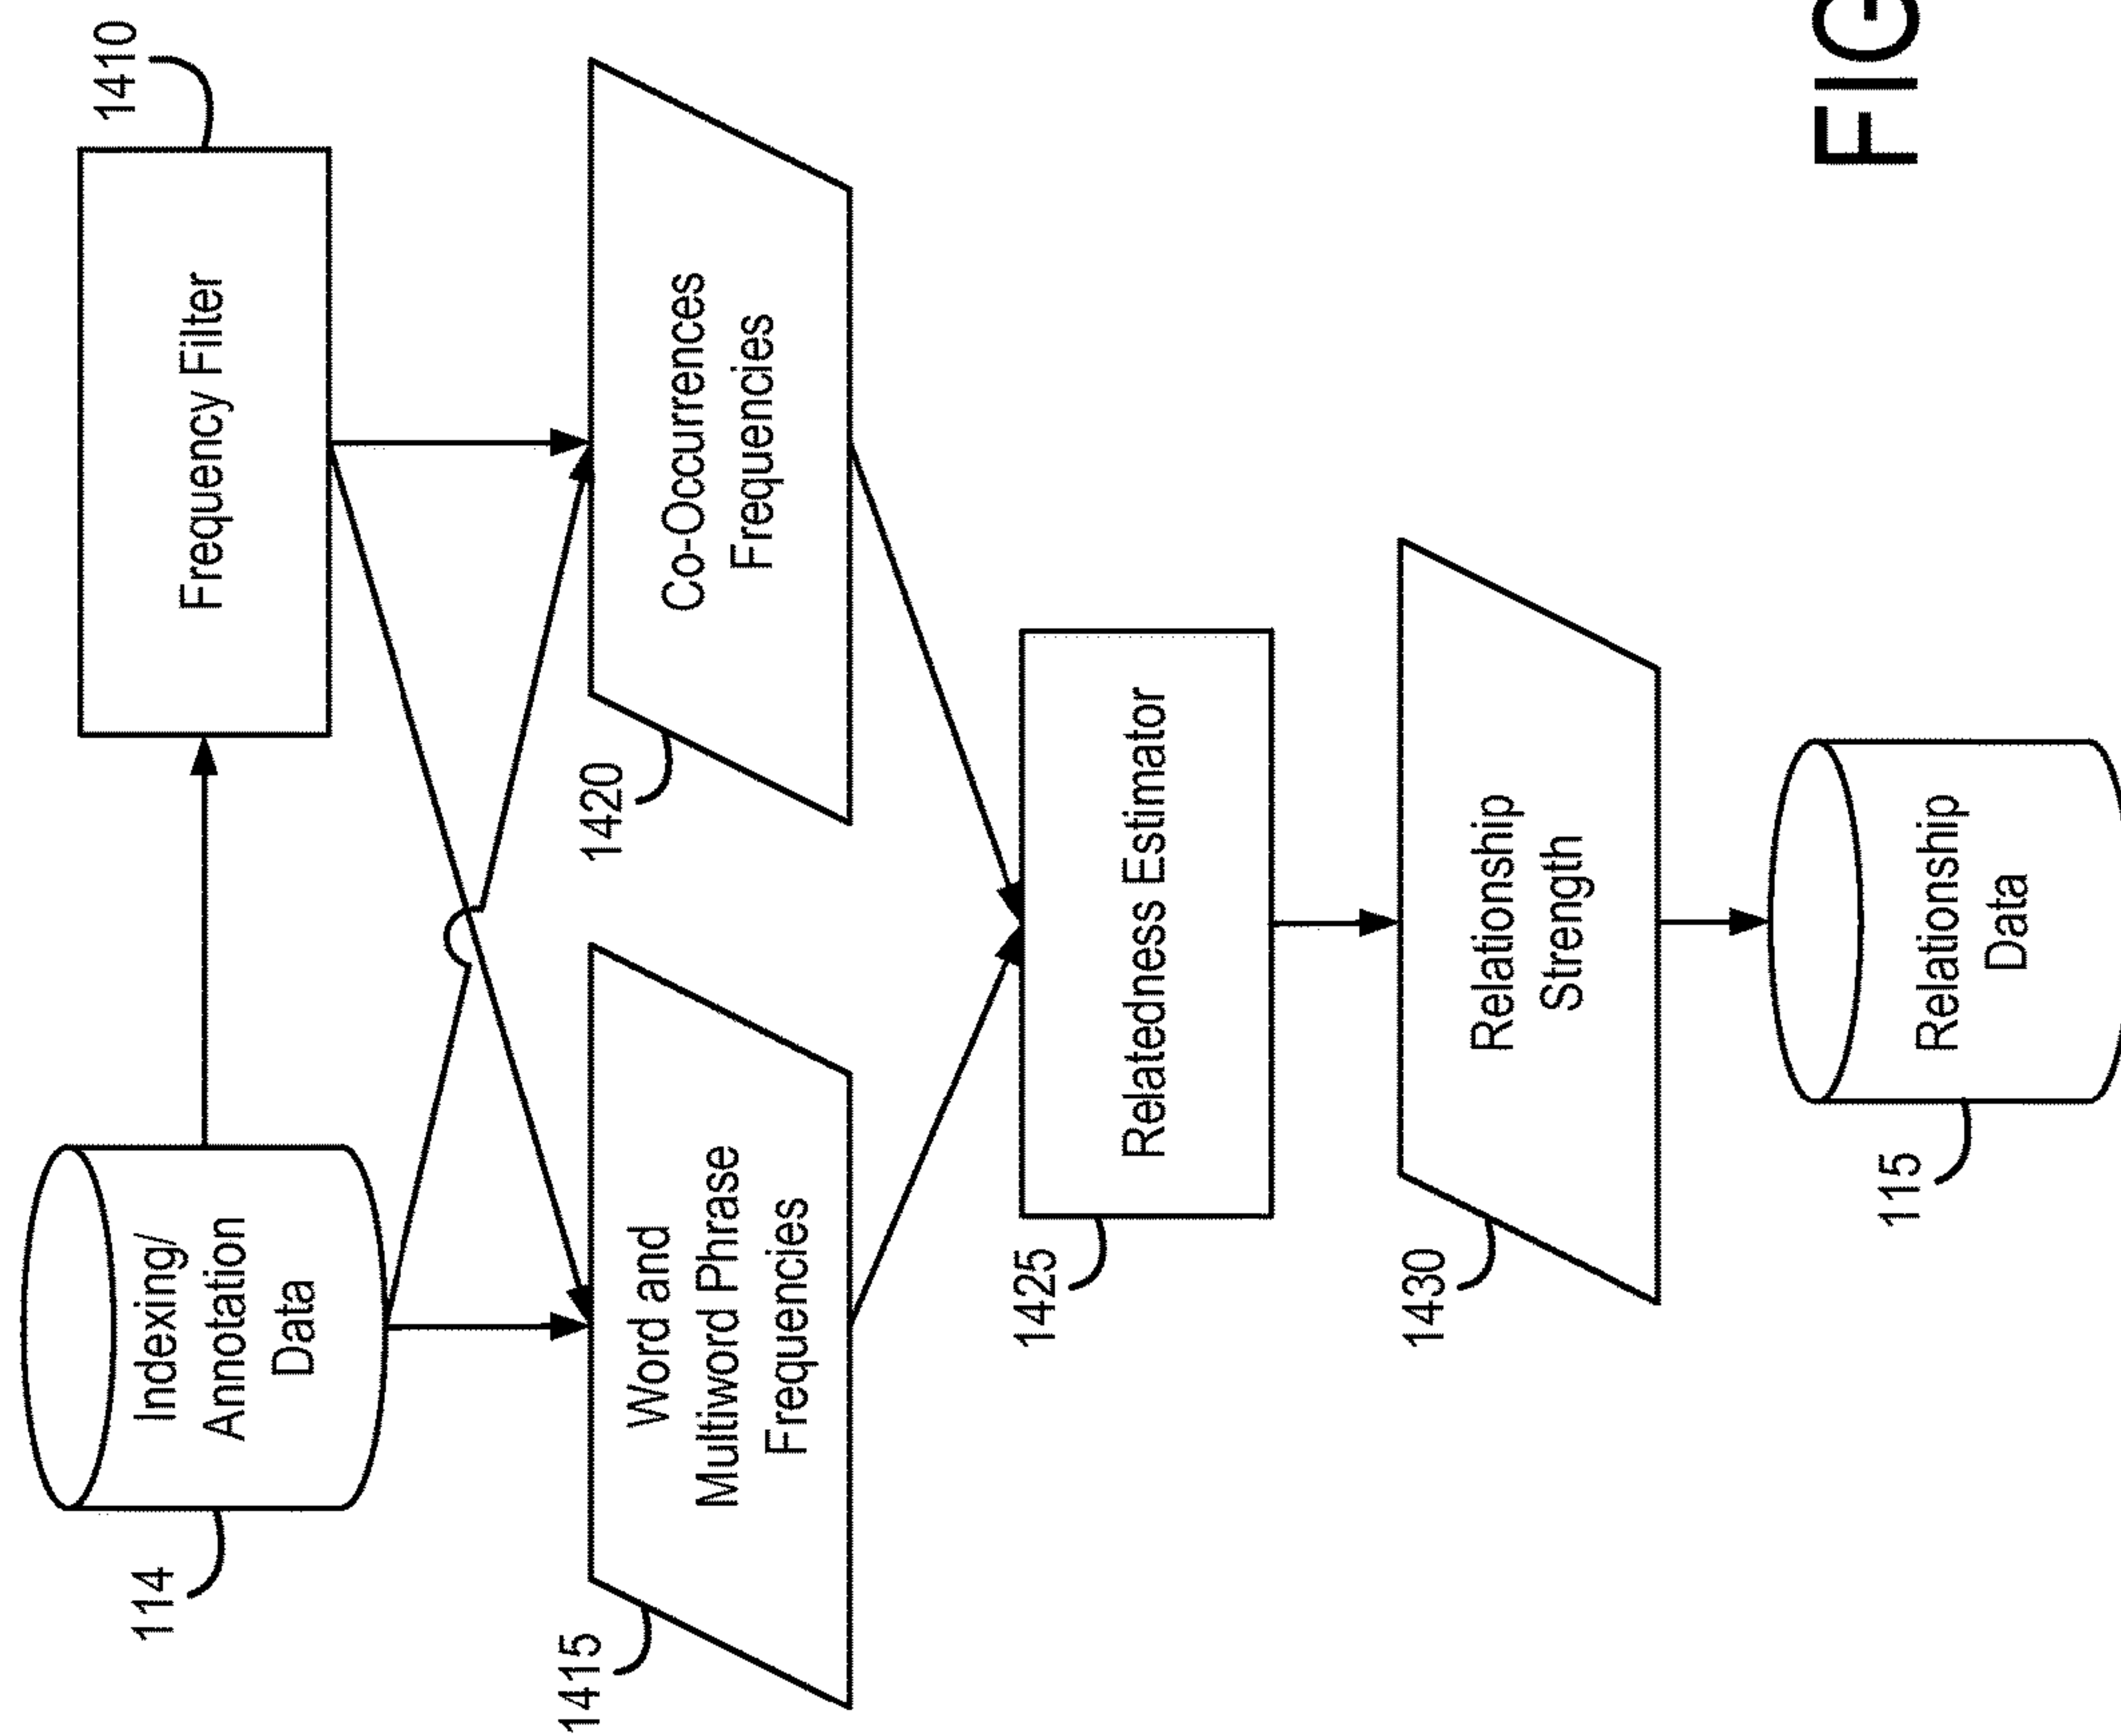 114
Indexing/
Annotation
Data
Frequency Filter
1410
1415
Word and
Multiword Phrase
Frequencies
1420
Co-Occurrences
Frequencies
1425
Relatedness Estimator
1430
Relationship
Strength
115
Relationship
Data
FIG